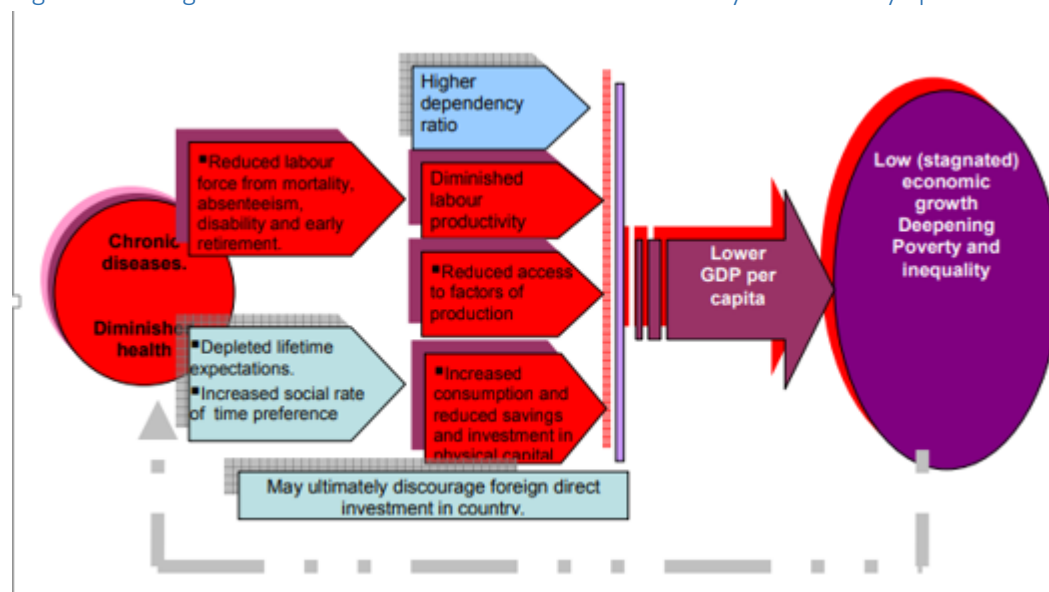 Higher
dependency
ratio
▪Reduced labour
force from mortality,
absenteeism,
disability and early
retirement.
Diminished
labour
productivity
Chronic
diseases.
Diminished
health
▪Reduced access
to factors of
production
▪Depleted lifetime
expectations.
▪Increased social rate
of time preference
▪Increased
consumption and
reduced savings
and investment in
physical capital
May ultimately discourage foreign direct
investment in country.
Lower
GDP per
capita
Low (stagnated)
economic
growth
Deepening
Poverty and
inequality